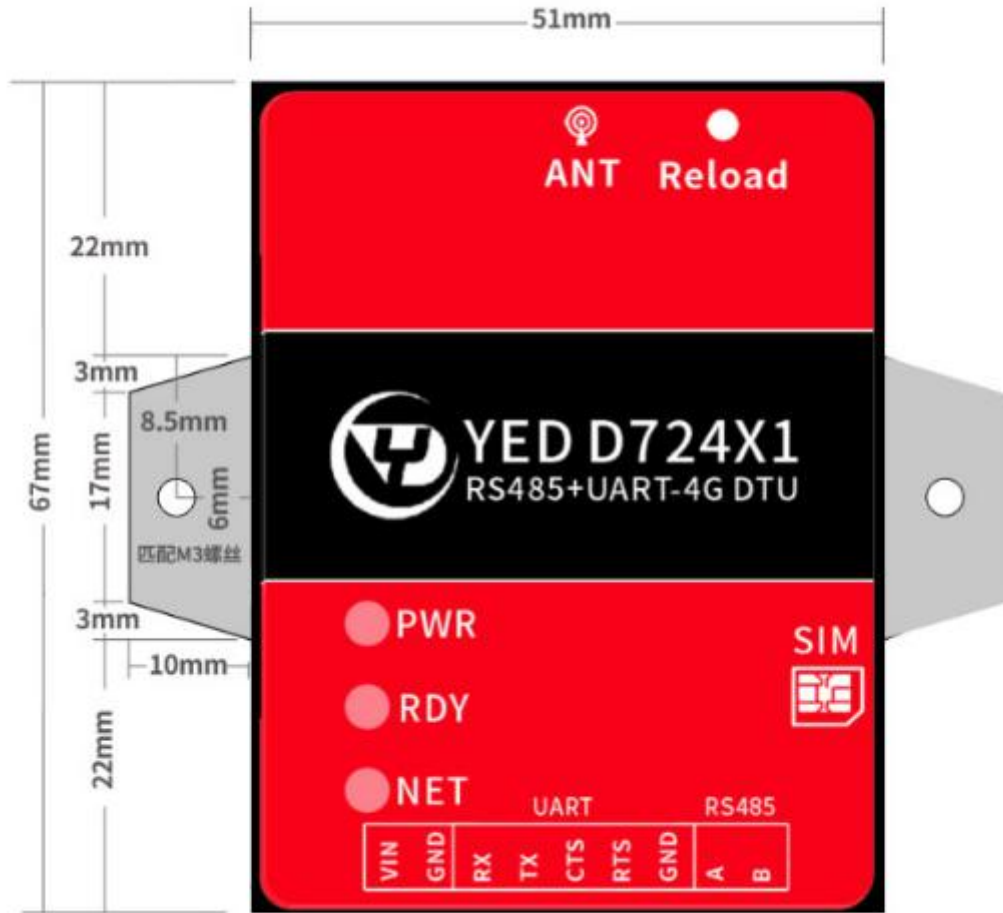 51mm
ANT Reload
22mm
3mm
8.5mm
67mm
17mm
6mm
匹配M3螺丝
YED D724X1
RS485+UART-4G DTU
3mm
10mm
22mm
PWR
SIM
RDY
NET
UART RS485
VIN GND RX TX CTS RTS GND A B